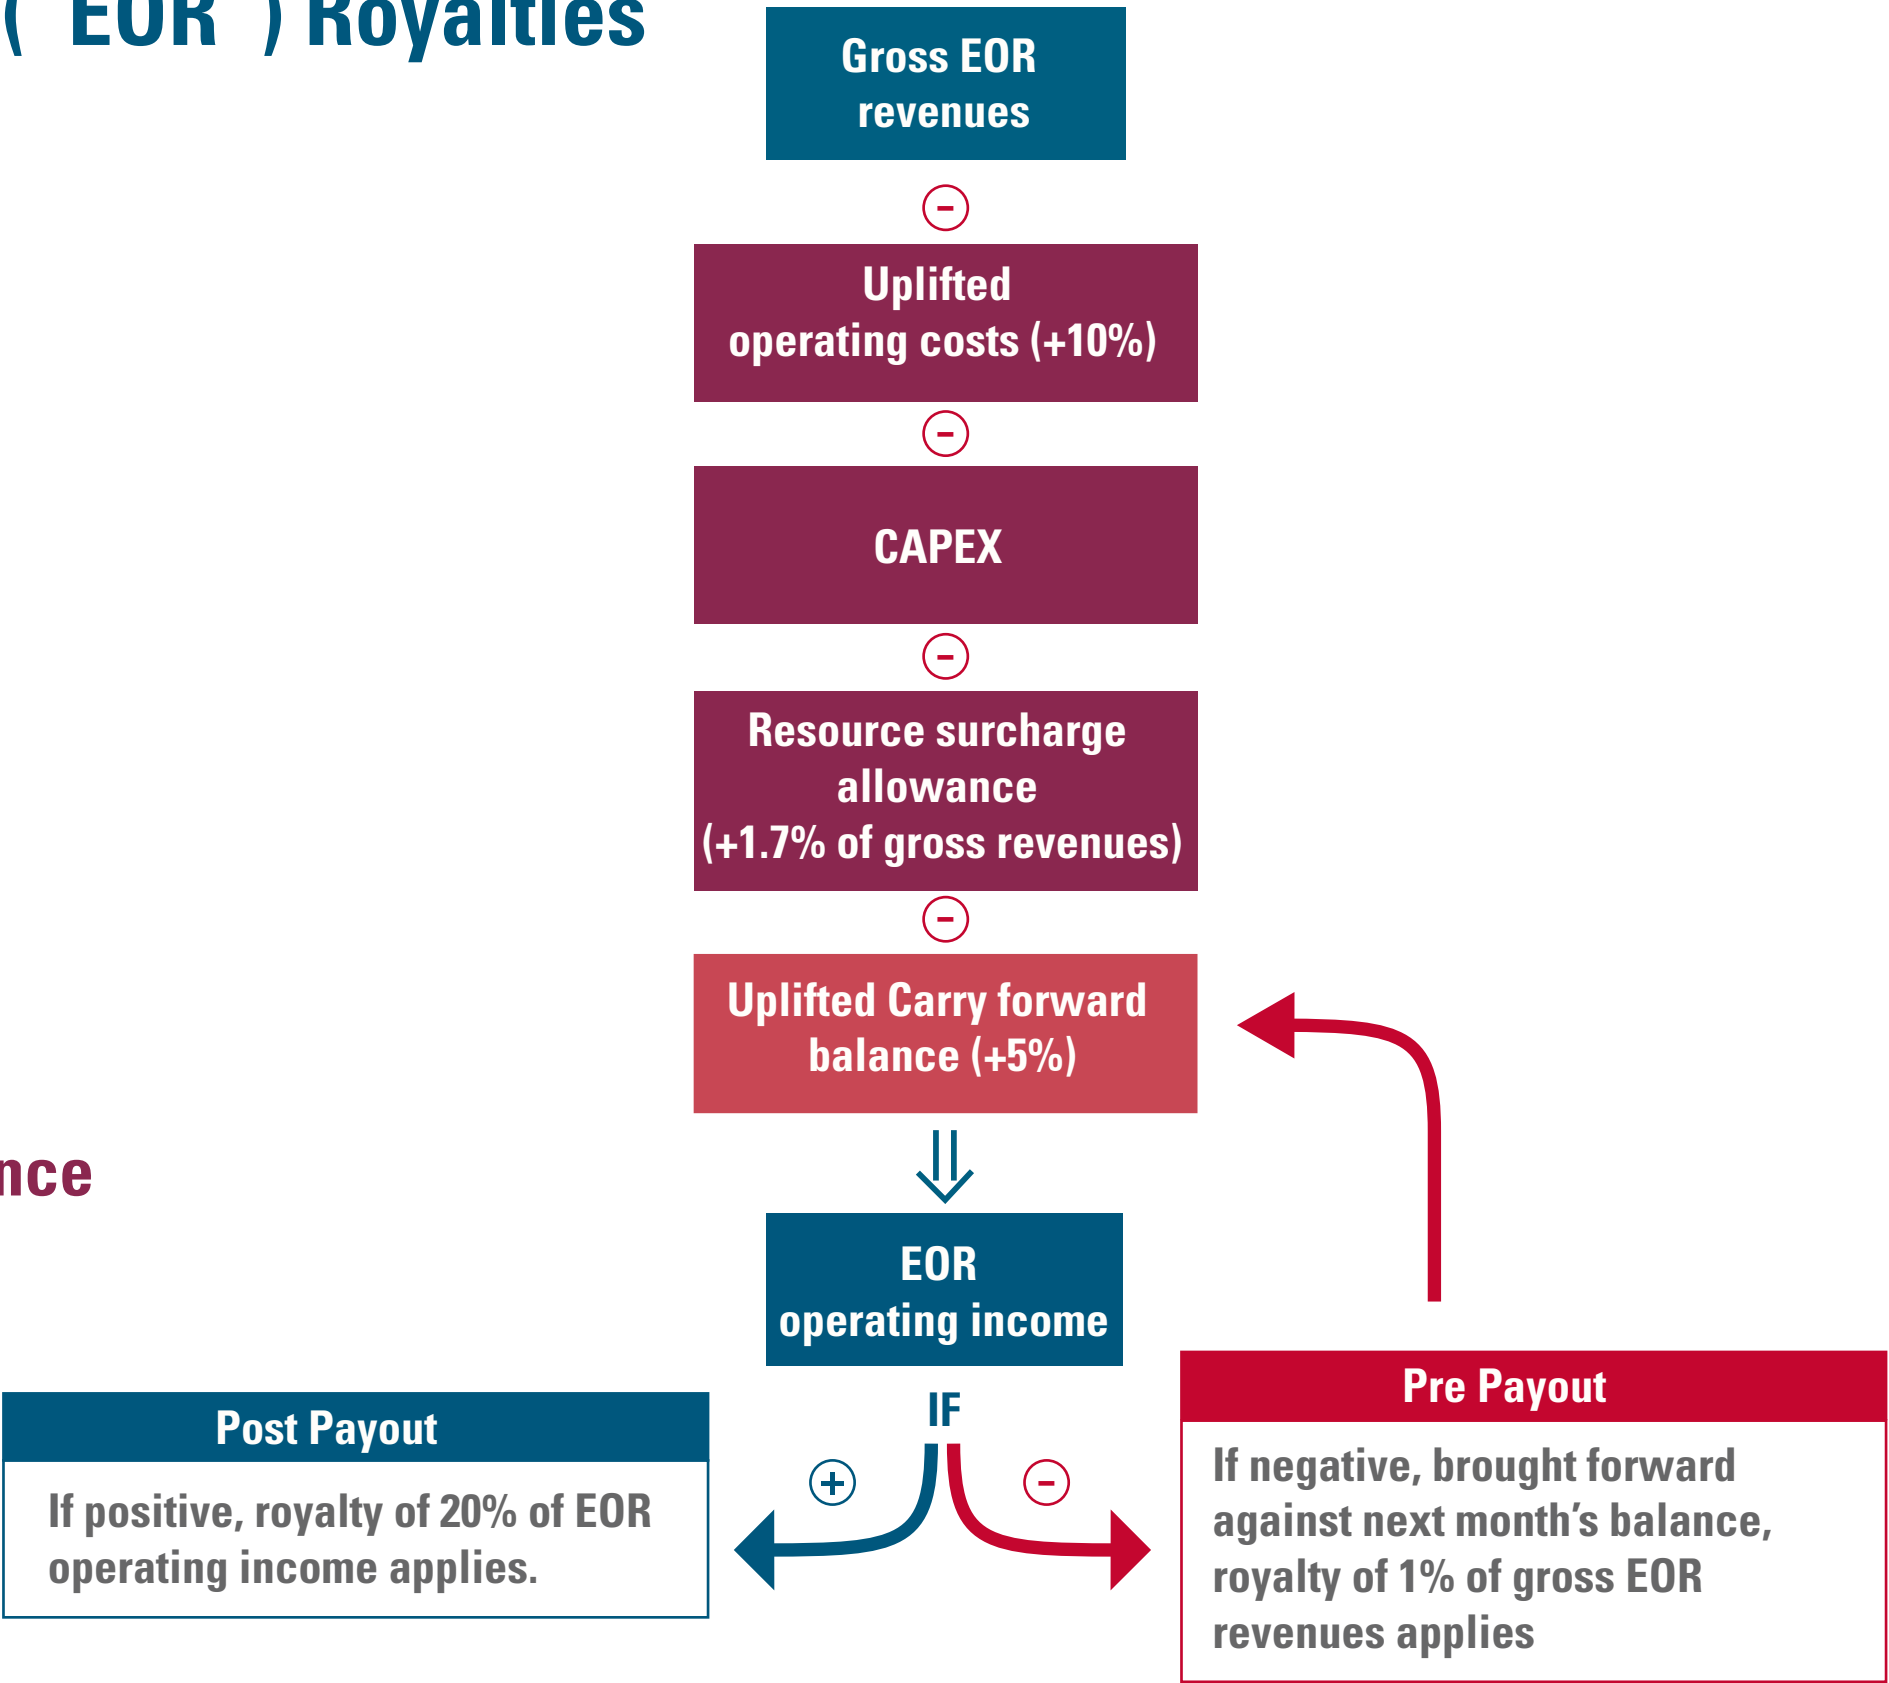 ( EOR ) Royalties
Gross EOR
revenues
-
Uplifted
operating costs (+10%)
-
CAPEX
-
Resource surcharge
allowance
(+1.7% of gross revenues)
-
Uplifted Carry forward
balance (+5%)
nce
EOR
operating income
IF
+
-
Post Payout
If positive, royalty of 20% of EOR
operating income applies.
Pre Payout
If negative, brought forward
against next month's balance,
royalty of 1% of gross EOR
revenues applies